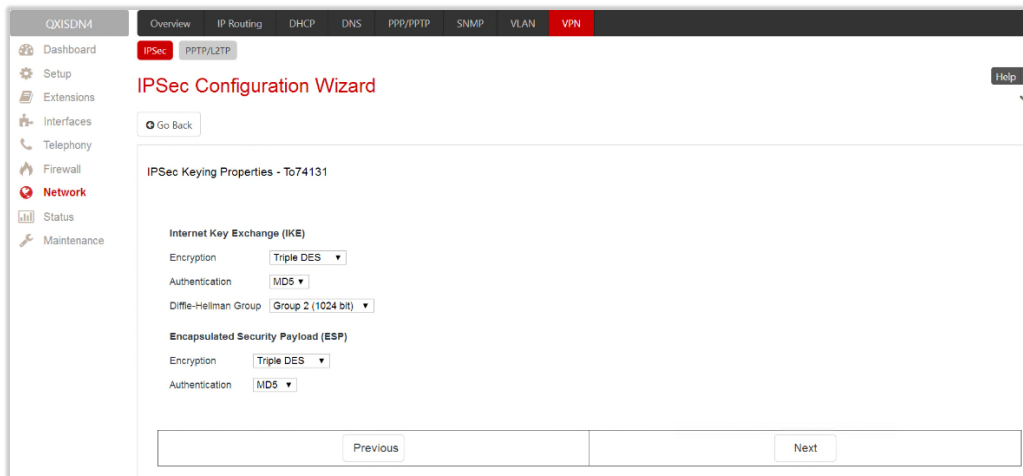 QXISDN4
Overview IP Routing DHCP DNS PPP/PPTP SNMP VLAN VPN
Dashboard
Setup
Extensions
Interfaces
Telephony
Firewall
Network
Status
Maintenance
IPSec PPTP/L2TP
IPSec Configuration Wizard
Help
Go Back
IPSec Keying Properties - To74131
Internet Key Exchange (IKE)
Encryption Triple DES
Authentication MD5
Diffie-Hellman Group Group 2 (1024 bit)
Encapsulated Security Payload (ESP)
Encryption Triple DES
Authentication MD5
Previous Next